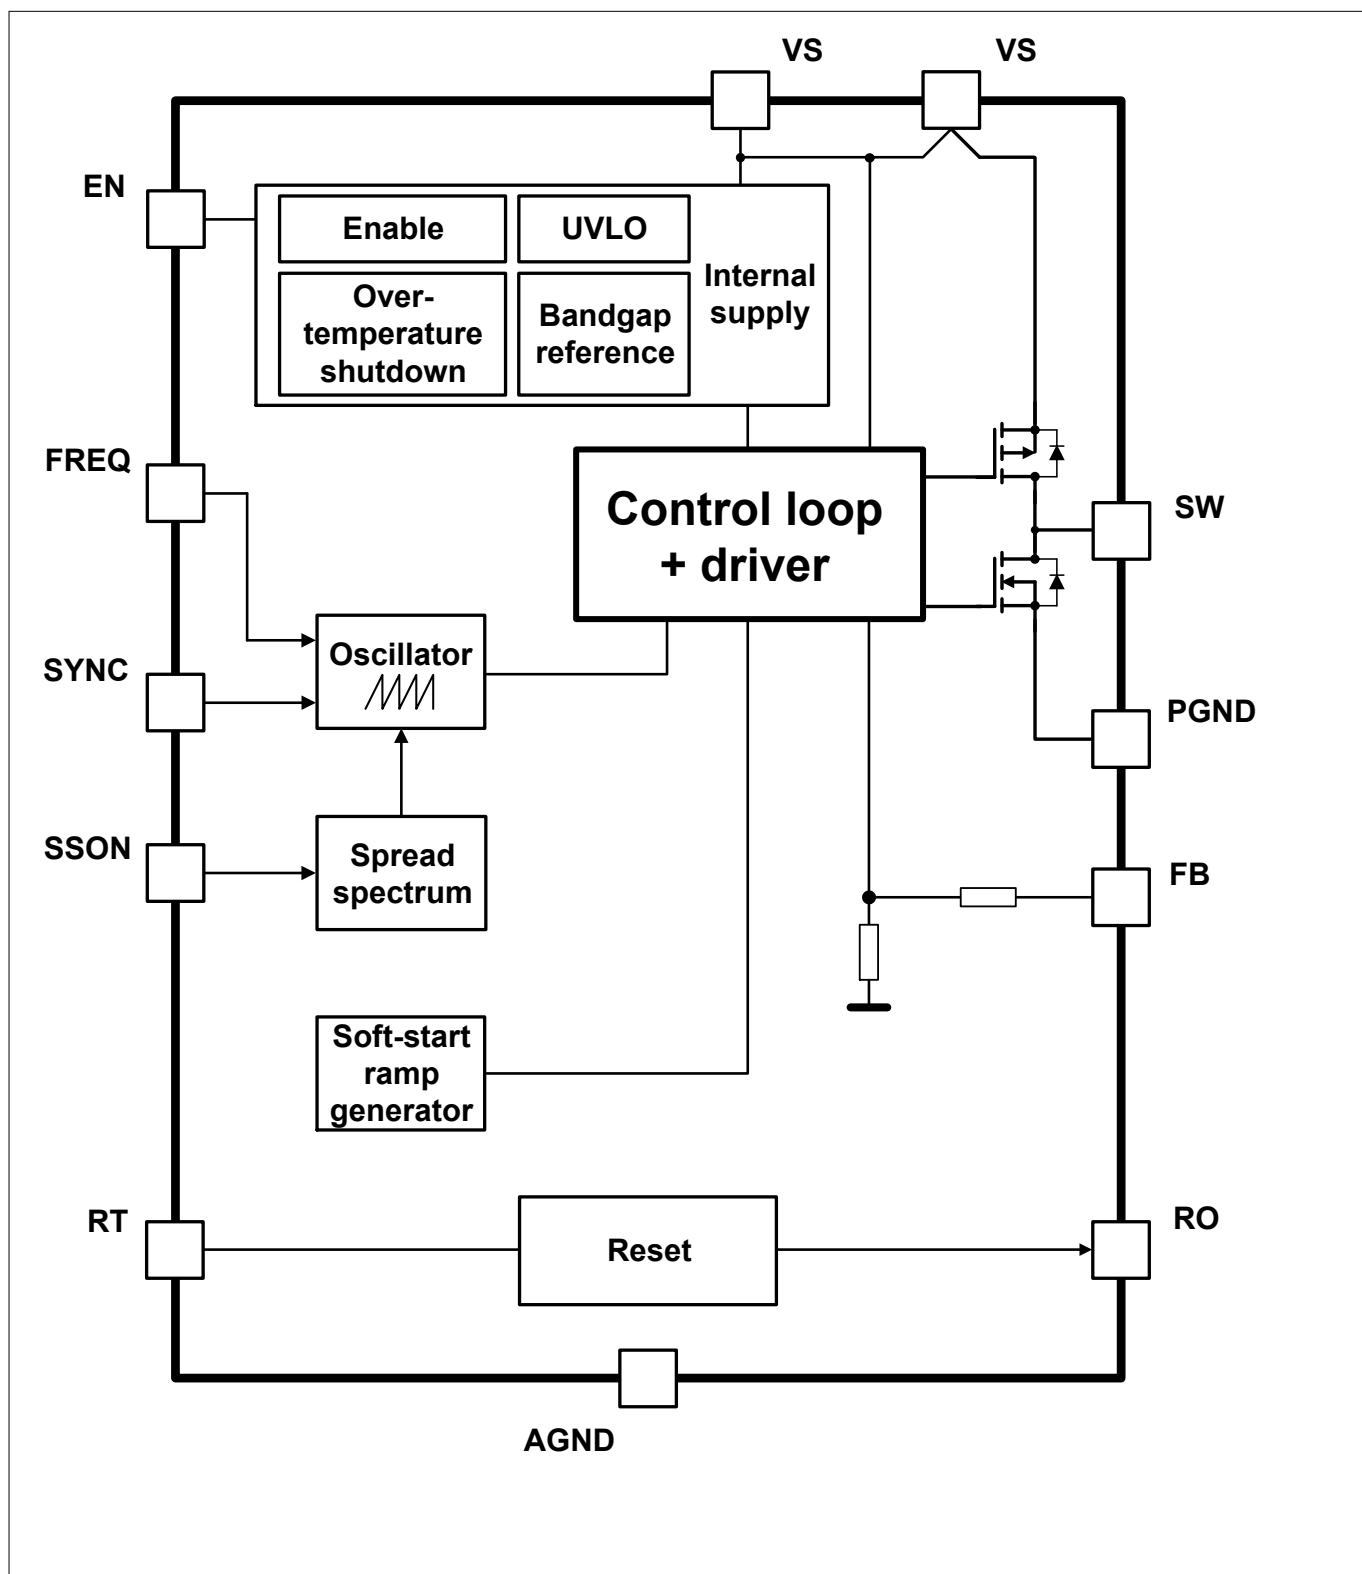 VS
VS
EN
Enable
UVLO
Over-
temperature
shutdown
Bandgap
reference
Internal
supply
FREQ
Control loop
+ driver
SW
SYNC
Oscillator
PGND
SSON
Spread
spectrum
FB
Soft-start
ramp
generator
RT
Reset
RO
AGND